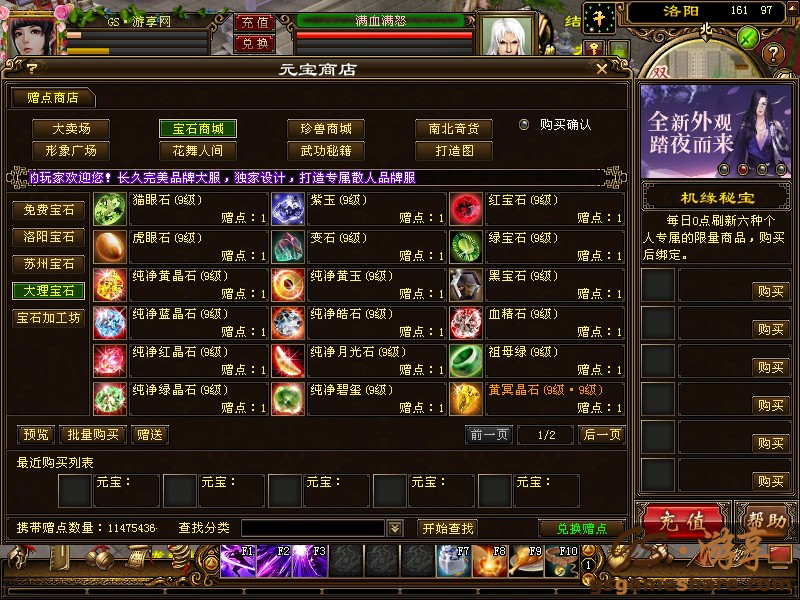 GS·游享网
充值
兑换
满血满怒
结
洛阳 161 97
北
双
? 元宝商店 ×
?
赠点商店
大卖场 宝石商城 珍兽商城 南北奇货 购买确认
形象广场 花舞人间 武功秘籍 打造图
的玩家欢迎您！长久完美品牌大服，独家设计，打造专属散人品牌服
免费宝石
洛阳宝石
苏州宝石
大理宝石
宝石加工坊
猫眼石(9级) 紫玉(9级) 红宝石(9级)
赠点：1 赠点：1 赠点：1
虎眼石(9级) 变石(9级) 绿宝石(9级)
赠点：1 赠点：1 赠点：1
纯净黄晶石(9级) 纯净黄玉(9级) 黑宝石(9级)
赠点：1 赠点：1 赠点：1
纯净蓝晶石(9级) 纯净皓石(9级) 血精石(9级)
赠点：1 赠点：1 赠点：1
纯净红晶石(9级) 纯净月光石(9级) 祖母绿(9级)
赠点：1 赠点：1 赠点：1
纯净绿晶石(9级) 纯净碧玺(9级) 黄冥晶石(9级·9级)
赠点：1 赠点：1 赠点：1
预览 批量购买 赠送 前一页 1/2 后一页
最近购买列表
元宝： 元宝： 元宝： 元宝： 元宝：
携带赠点数量：11475436 查找分类 开始查找 兑换赠点
全新外观
踏夜而来
机缘秘宝
每日0点刷新六种个
人专属的限量商品，购买
后绑定。
购买
购买
购买
购买
购买
购买
充值 帮助
F1 F2 F3 F7 F8 F9 F10 1
GS·游享